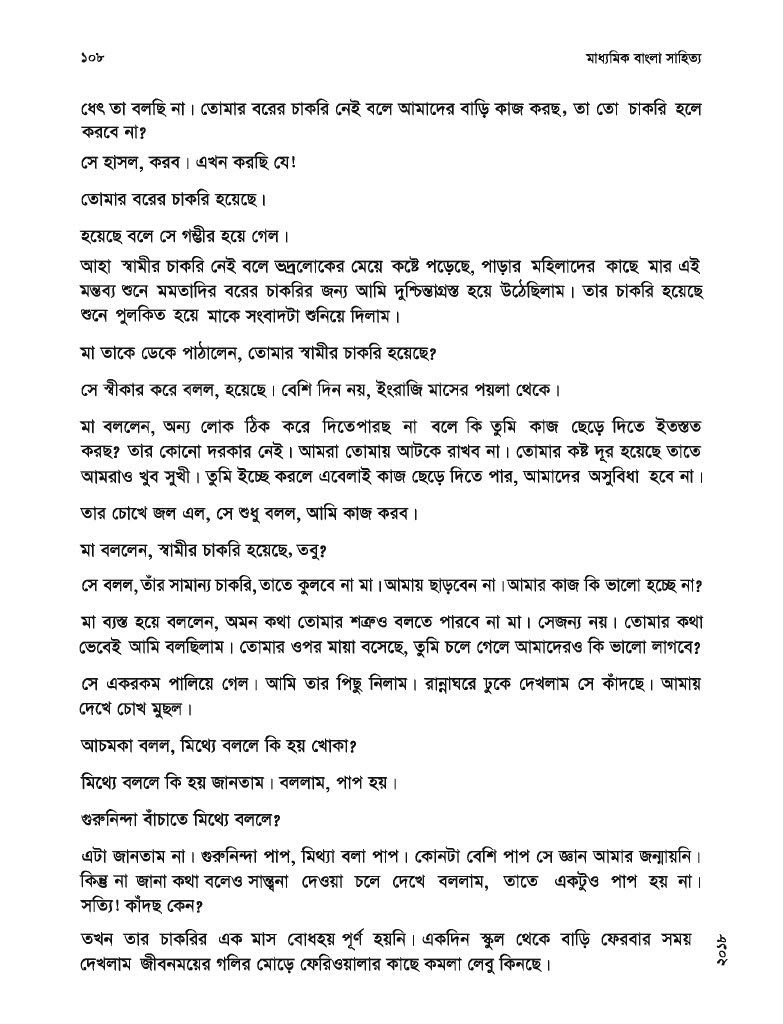 ১০৮
মাধ্যমিক বাংলা সাহিত্য
ধেৎ তা বলছি না। তোমার বরের চাকরি নেই বলে আমাদের বাড়ি কাজ করছ, তা তো চাকরি হলে
করবে না?
সে হাসল, করব। এখন করছি যে!
তোমার বরের চাকরি হয়েছে।
হয়েছে বলে সে গম্ভীর হয়ে গেল।
আহা স্বামীর চাকরি নেই বলে ভদ্রলোকের মেয়ে কষ্টে পড়েছে, পাড়ার মহিলাদের কাছে মার এই
মন্তব্য শুনে মমতাদির বরের চাকরির জন্য আমি দুশ্চিন্তাগ্রস্ত হয়ে উঠেছিলাম। তার চাকরি হয়েছে
শুনে পুলকিত হয়ে মাকে সংবাদটা শুনিয়ে দিলাম।
মা তাকে ডেকে পাঠালেন, তোমার স্বামীর চাকরি হয়েছে?
সে স্বীকার করে বলল, হয়েছে। বেশি দিন নয়, ইংরাজি মাসের পয়লা থেকে।
মা বললেন, অন্য লোক ঠিক করে দিতেপারছ না বলে কি তুমি কাজ ছেড়ে দিতে ইতস্তত
করছ? তার কোনো দরকার নেই। আমরা তোমায় আটকে রাখব না। তোমার কষ্ট দূর হয়েছে তাতে
আমরাও খুব সুখী। তুমি ইচ্ছে করলে এবেলাই কাজ ছেড়ে দিতে পার, আমাদের অসুবিধা হবে না।
তার চোখে জল এল, সে শুধু বলল, আমি কাজ করব।
মা বললেন, স্বামীর চাকরি হয়েছে, তবু?
সে বলল, তাঁর সামান্য চাকরি, তাতে কুলবে না মা। আমায় ছাড়বেন না। আমার কাজ কি ভালো হচ্ছে না?
মা ব্যস্ত হয়ে বললেন, অমন কথা তোমার শত্রুও বলতে পারবে না মা। সেজন্য নয়। তোমার কথা
ভেবেই আমি বলছিলাম। তোমার ওপর মায়া বসেছে, তুমি চলে গেলে আমাদেরও কি ভালো লাগবে?
সে একরকম পালিয়ে গেল। আমি তার পিছু নিলাম। রান্নাঘরে ঢুকে দেখলাম সে কাঁদছে। আমায়
দেখে চোখ মুছল।
আচমকা বলল, মিথ্যে বললে কি হয় খোকা?
মিথ্যে বললে কি হয় জানতাম। বললাম, পাপ হয়।
গুরুনিন্দা বাঁচাতে মিথ্যে বললে?
এটা জানতাম না। গুরুনিন্দা পাপ, মিথ্যা বলা পাপ। কোনটা বেশি পাপ সে জ্ঞান আমার জন্মায়নি।
কিন্তু না জানা কথা বলেও সান্ত্বনা দেওয়া চলে দেখে বললাম, তাতে একটুও পাপ হয় না।
সত্যি! কাঁদছ কেন?
তখন তার চাকরির এক মাস বোধহয় পূর্ণ হয়নি। একদিন স্কুল থেকে বাড়ি ফেরবার সময়
দেখলাম জীবনময়ের গলির মোড়ে ফেরিওয়ালার কাছে কমলা লেবু কিনছে।
২০১৮